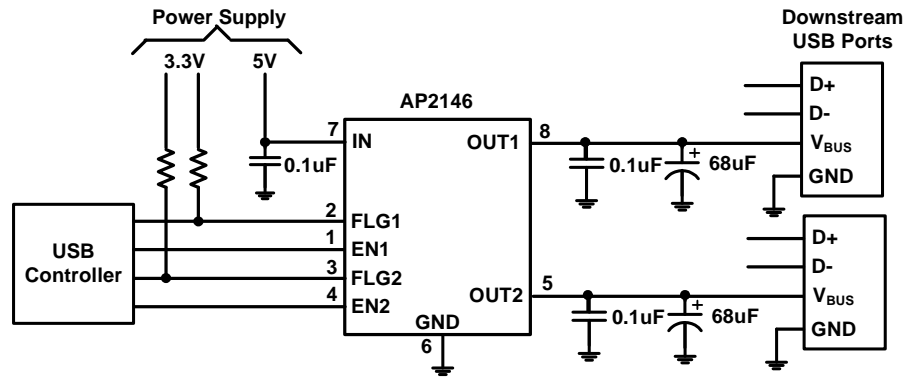 Power Supply
Downstream
USB Ports
3.3V 5V
D+
AP2146
D-
7 IN
OUT1 8
VBUS
0.1uF
0.1uF
68uF
GND
2 FLG1
USB
Controller
1 EN1
D+
3 FLG2
D-
4 EN2
OUT2 5
VBUS
GND
0.1uF
68uF
GND
6